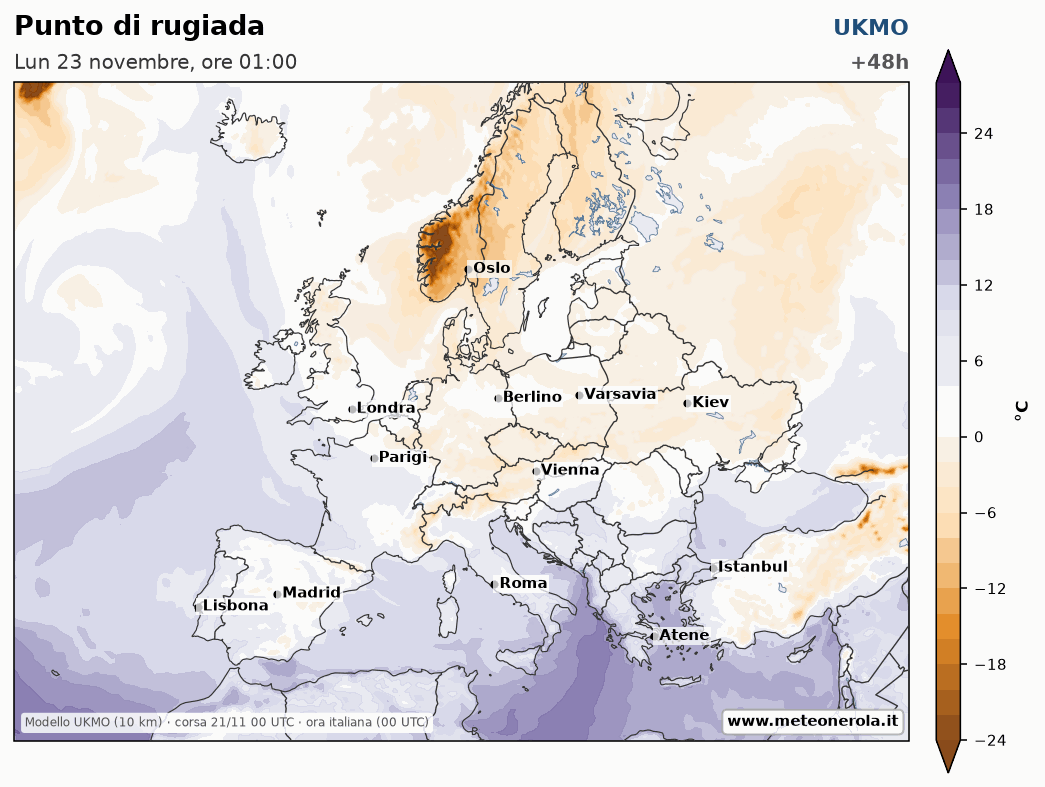 Punto di rugiada
UKMO
Lun 23 novembre, ore 01:00
+48h
Oslo
Londra
Berlino
Varsavia
Kiev
Parigi
Vienna
Istanbul
Roma
Madrid
Lisbona
Atene
24
18
12
6
0
−6
−12
−18
−24
°C
Modello UKMO (10 km) · corsa 21/11 00 UTC · ora italiana (00 UTC)
www.meteonerola.it